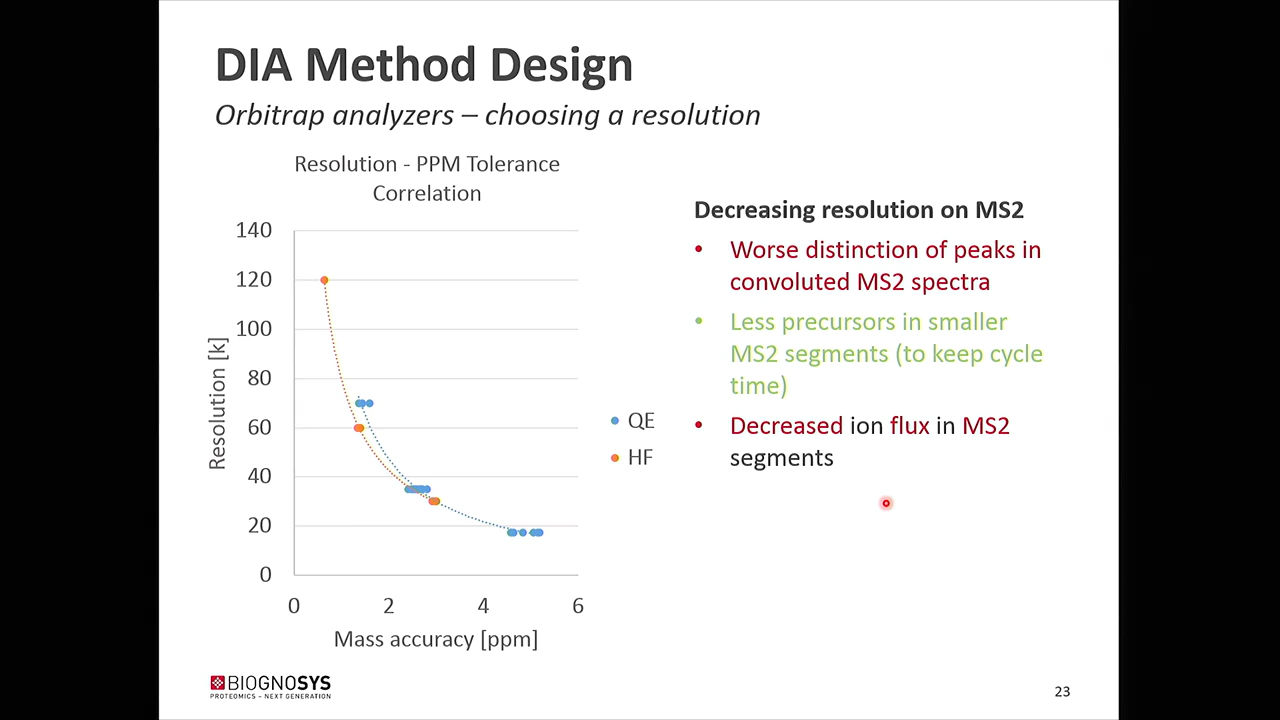 DIA Method Design
Orbitrap analyzers – choosing a resolution
Resolution - PPM Tolerance
Correlation
140
120
100
80
60
40
20
0
Resolution [k]
0 2 4 6
Mass accuracy [ppm]
QE
HF
Decreasing resolution on MS2
• Worse distinction of peaks in
convoluted MS2 spectra
• Less precursors in smaller
MS2 segments (to keep cycle
time)
• Decreased ion flux in MS2
segments
BIOGNOSYS
PROTEOMICS – NEXT GENERATION
23